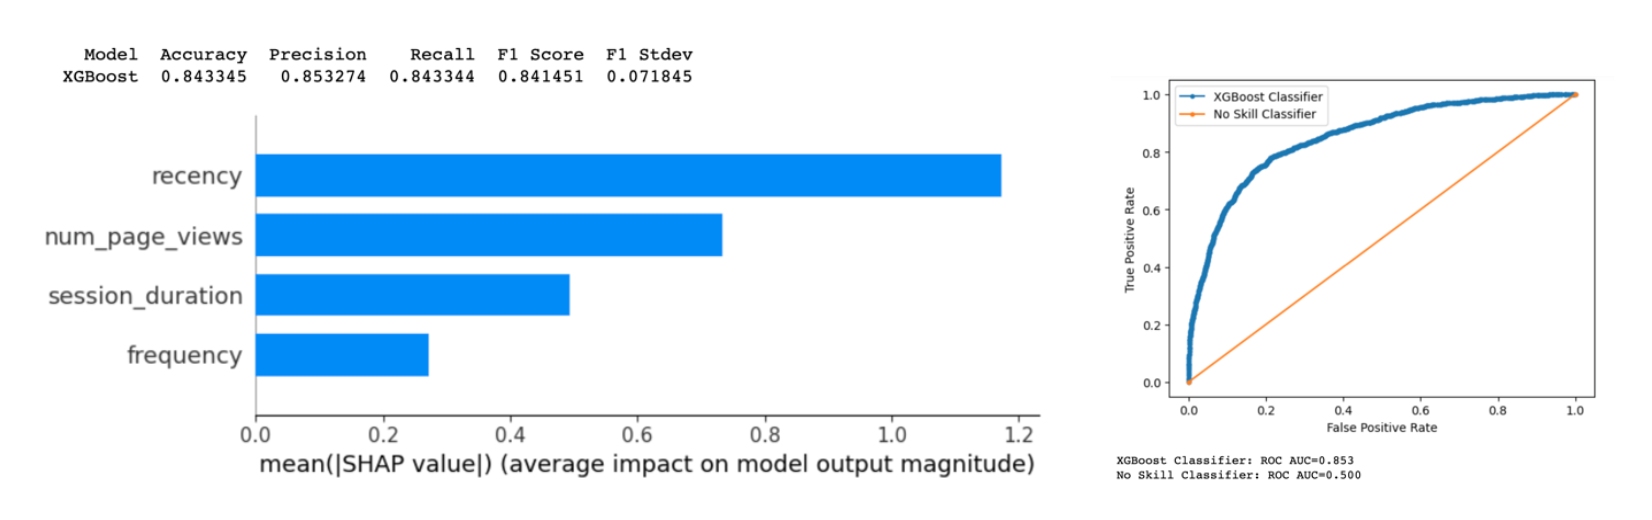 Model Accuracy Precision Recall F1 Score F1 Stdev
XGBoost 0.843345 0.853274 0.843344 0.841451 0.071845
recency
num_page_views
session_duration
frequency
0.0 0.2 0.4 0.6 0.8 1.0 1.2
mean(|SHAP value|) (average impact on model output magnitude)
XGBoost Classifier
No Skill Classifier
True Positive Rate
1.0
0.8
0.6
0.4
0.2
0.0
0.0 0.2 0.4 0.6 0.8 1.0
False Positive Rate
XGBoost Classifier: ROC AUC=0.853
No Skill Classifier: ROC AUC=0.500